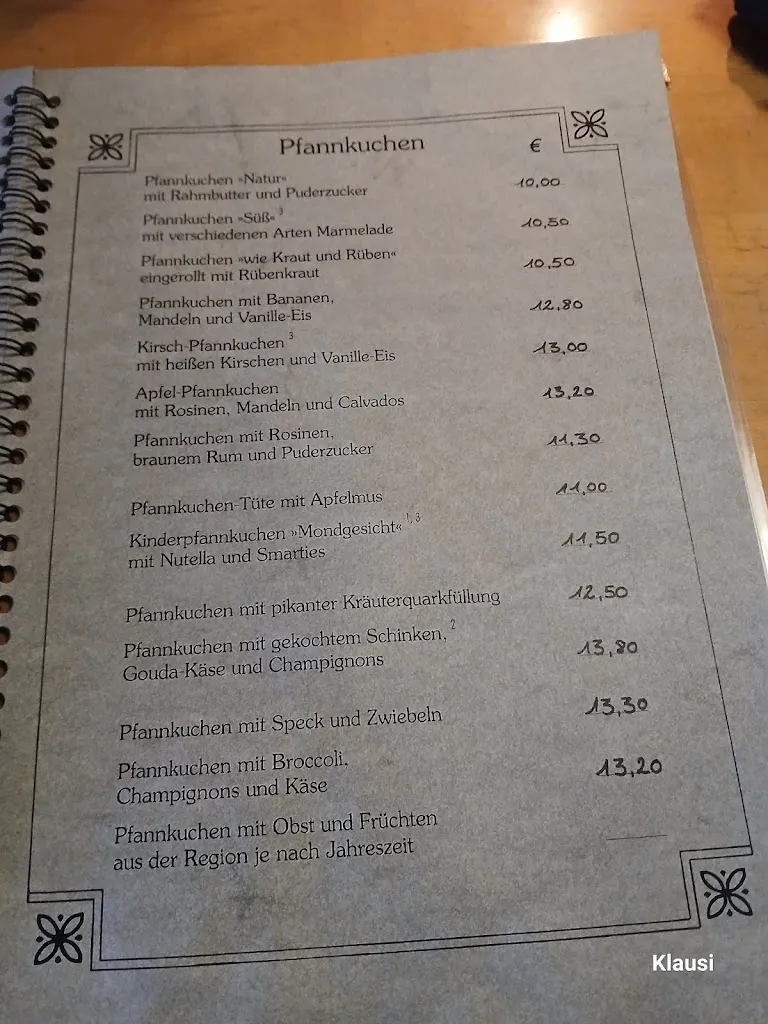 Pfannkuchen €
Pfannkuchen »Natur« 10,00
mit Rahmbutter und Puderzucker
Pfannkuchen »Süß« ³ 10,50
mit verschiedenen Arten Marmelade
Pfannkuchen »wie Kraut und Rüben« 10,50
eingerollt mit Rübenkraut
Pfannkuchen mit Bananen, 12,80
Mandeln und Vanille-Eis
Kirsch-Pfannkuchen ³ 13,00
mit heißen Kirschen und Vanille-Eis
Apfel-Pfannkuchen 13,20
mit Rosinen, Mandeln und Calvados
Pfannkuchen mit Rosinen, 11,30
braunem Rum und Puderzucker
Pfannkuchen-Tüte mit Apfelmus 11,00
Kinderpfannkuchen »Mondgesicht« ¹, ³ 11,50
mit Nutella und Smarties
Pfannkuchen mit pikanter Kräuterquarkfüllung 12,50
Pfannkuchen mit gekochtem Schinken, ² 13,80
Gouda-Käse und Champignons
Pfannkuchen mit Speck und Zwiebeln 13,30
Pfannkuchen mit Broccoli, 13,20
Champignons und Käse
Pfannkuchen mit Obst und Früchten
aus der Region je nach Jahreszeit
Klausi